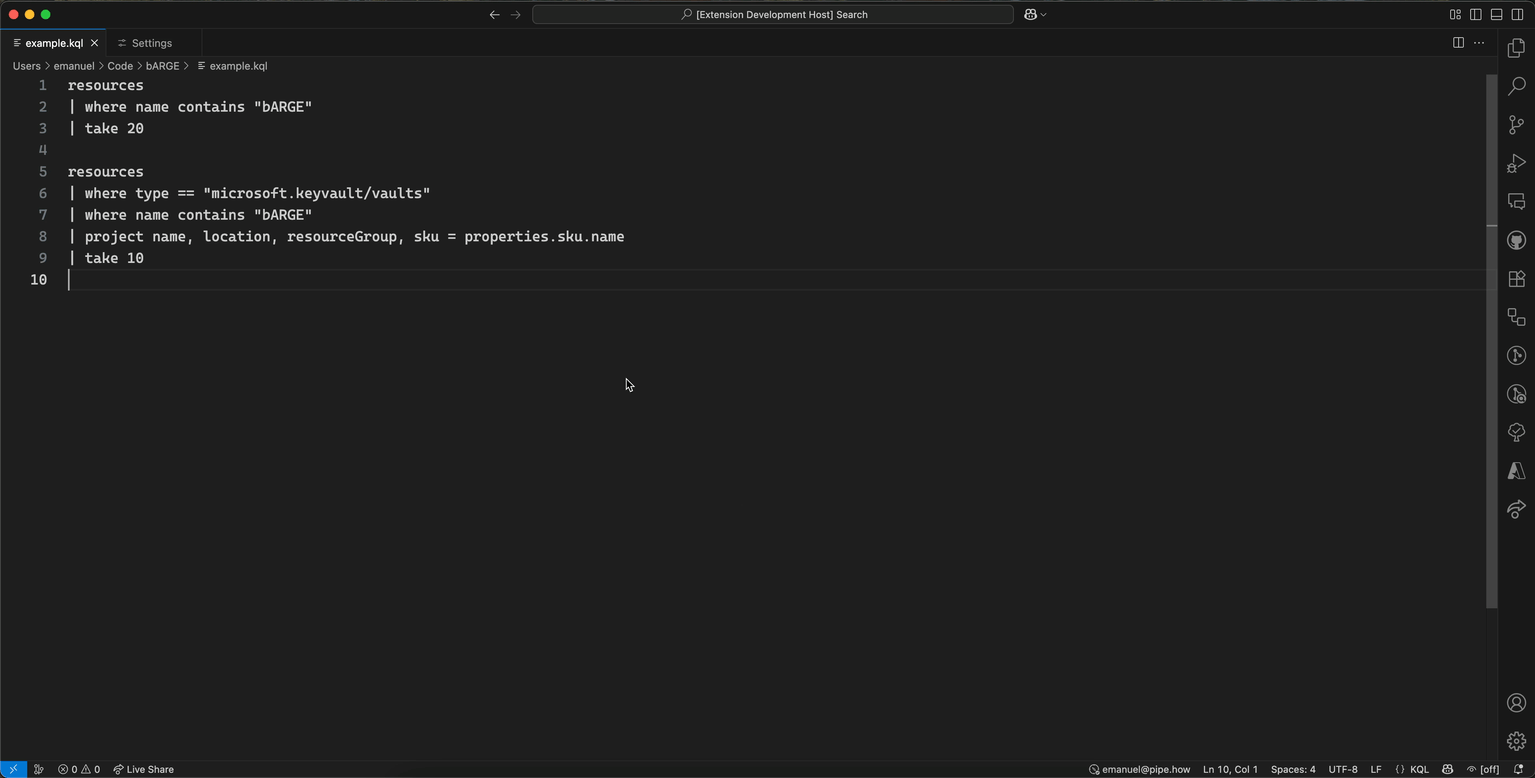 [Extension Development Host] Search
example.kql
Settings
Users > emanuel > Code > bARGE > example.kql
1 resources
2 | where name contains "bARGE"
3 | take 20
4
5 resources
6 | where type == "microsoft.keyvault/vaults"
7 | where name contains "bARGE"
8 | project name, location, resourceGroup, sku = properties.sku.name
9 | take 10
10
0 0 Live Share emanuel@pipe.how Ln 10, Col 1 Spaces: 4 UTF-8 LF {} KQL [off]